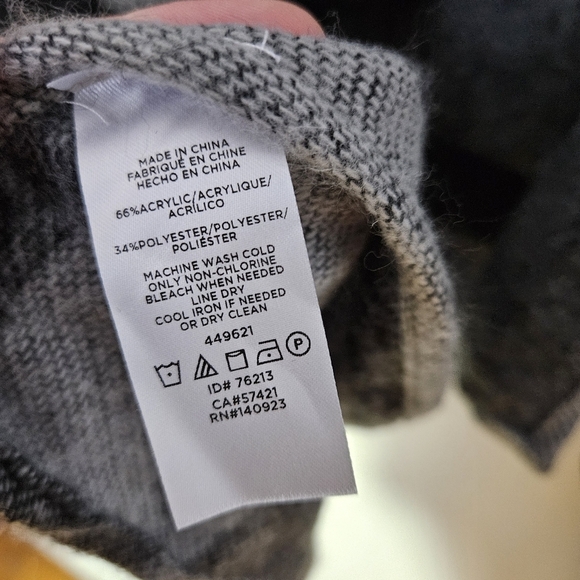 MADE IN CHINA
FABRIQUÉ EN CHINE
HECHO EN CHINA
66%ACRYLIC/ACRYLIQUE/
ACRÍLICO
34%POLYESTER/POLYESTER/
POLIÉSTER
MACHINE WASH COLD
ONLY NON-CHLORINE
BLEACH WHEN NEEDED
LINE DRY
COOL IRON IF NEEDED
OR DRY CLEAN
449621
P
ID# 76213
CA#57421
RN#140923